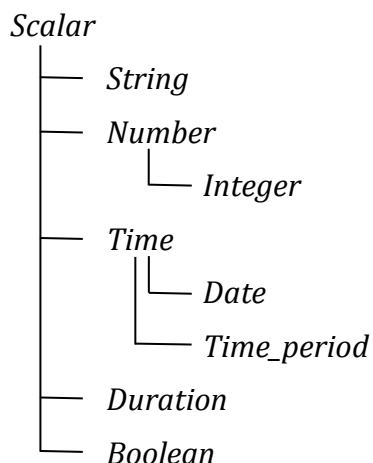 Scalar
String
Number
Integer
Time
Date
Time_period
Duration
Boolean